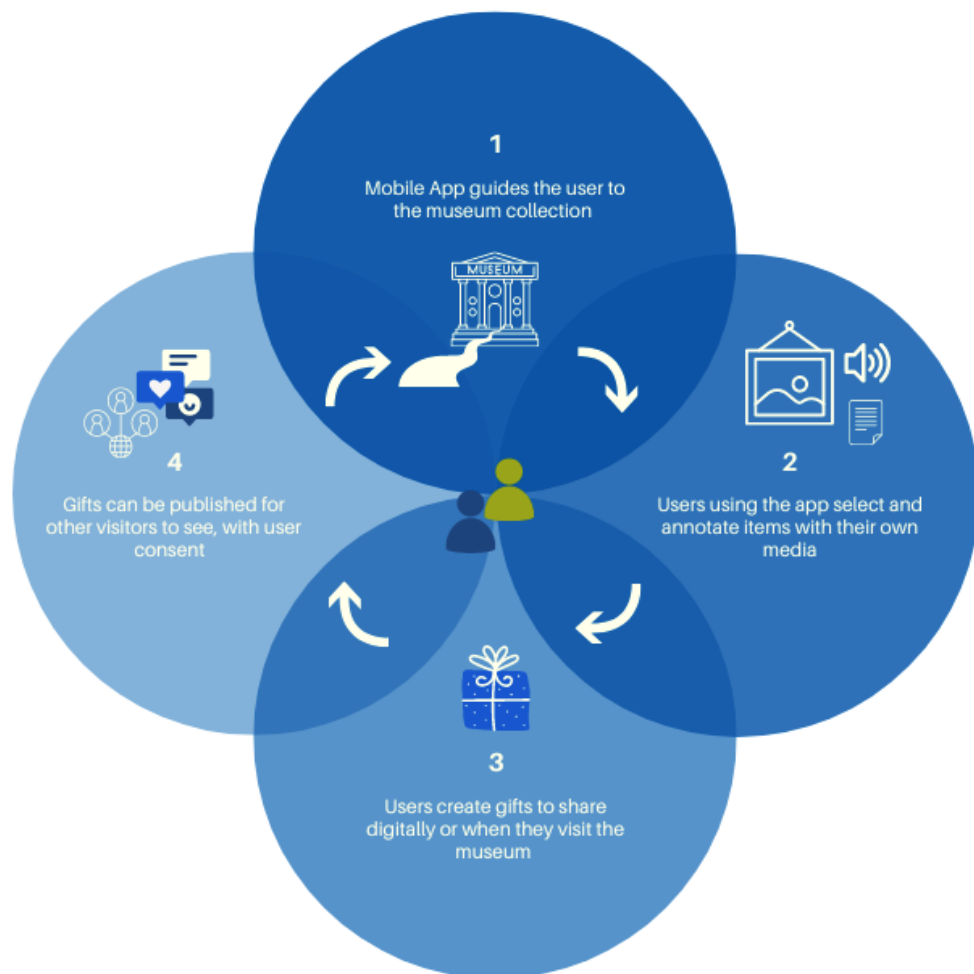 1
Mobile App guides the user to
the museum collection
MUSEUM
2
Users using the app select and
annotate items with their own
media
3
Users create gifts to share
digitally or when they visit the
museum
4
Gifts can be published for
other visitors to see, with user
consent